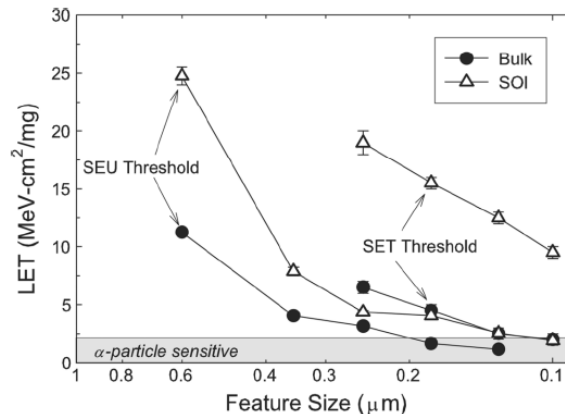 30
25
20
15
10
5
0
LET (MeV-cm²/mg)
Bulk
SOI
SEU Threshold
SET Threshold
α-particle sensitive
1 0.8 0.6 0.4 0.3 0.2 0.1
Feature Size (μm)